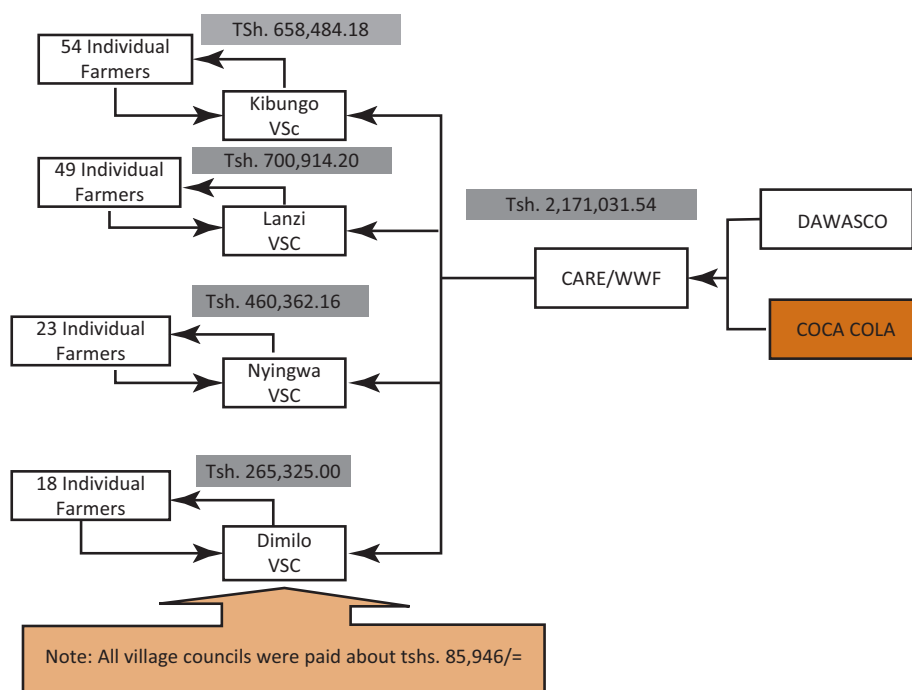 TSh. 658,484.18
54 Individual
Farmers
Kibungo
VSc
Tsh. 700,914.20
49 Individual
Farmers
Lanzi
VSC
Tsh. 2,171,031.54
DAWASCO
CARE/WWF
COCA COLA
Tsh. 460,362.16
23 Individual
Farmers
Nyingwa
VSC
Tsh. 265,325.00
18 Individual
Farmers
Dimilo
VSC
Note: All village councils were paid about tshs. 85,946/=